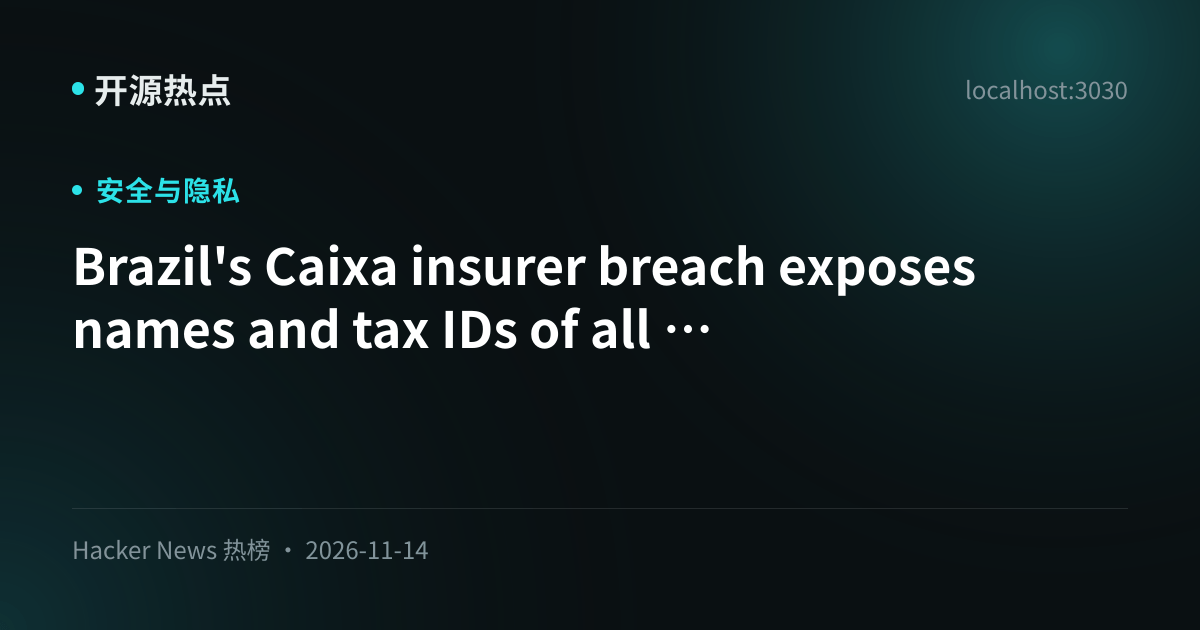 开源热点
localhost:3030
安全与隐私
Brazil's Caixa insurer breach exposes
names and tax IDs of all …
Hacker News 热榜 • 2026-11-14